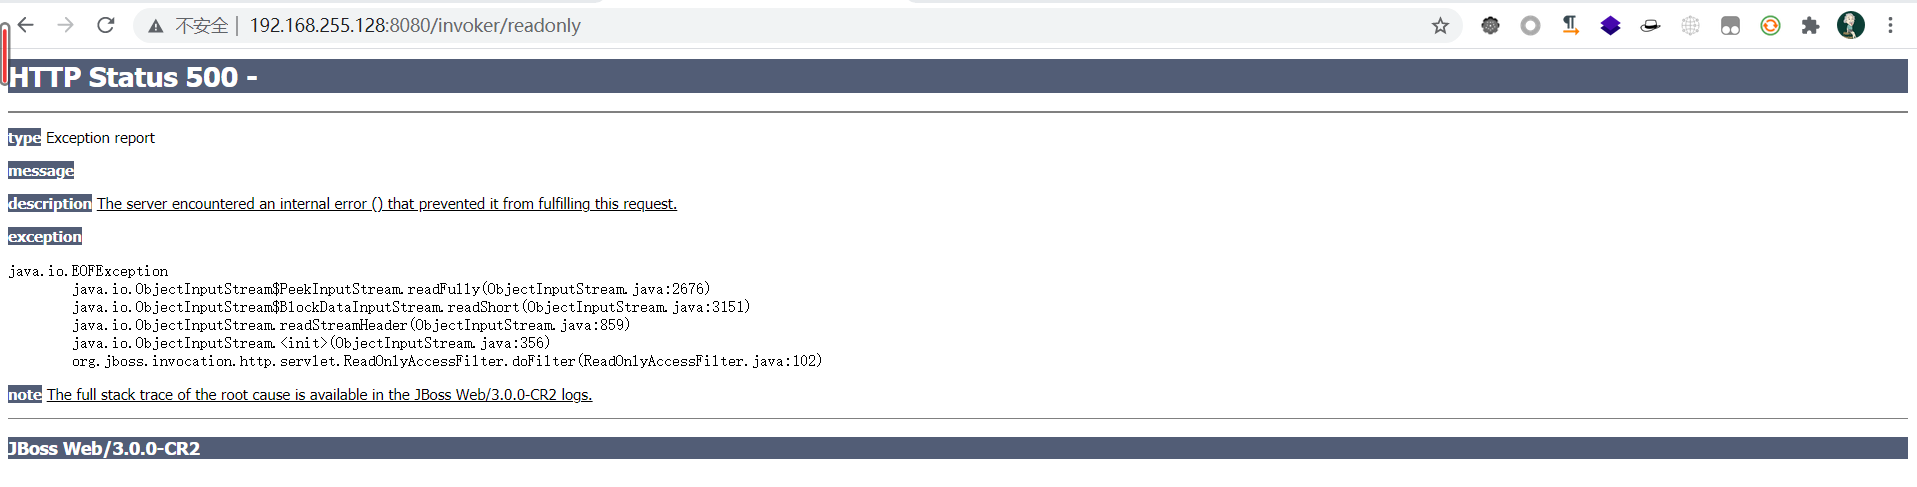 不安全 | 192.168.255.128:8080/invoker/readonly
HTTP Status 500 -
type Exception report
message
description The server encountered an internal error () that prevented it from fulfilling this request.
exception
java.io.EOFException
java.io.ObjectInputStream$PeekInputStream.readFully(ObjectInputStream.java:2676)
java.io.ObjectInputStream$BlockDataInputStream.readShort(ObjectInputStream.java:3151)
java.io.ObjectInputStream.readStreamHeader(ObjectInputStream.java:859)
java.io.ObjectInputStream.<init>(ObjectInputStream.java:356)
org.jboss.invocation.http.servlet.ReadOnlyAccessFilter.doFilter(ReadOnlyAccessFilter.java:102)
note The full stack trace of the root cause is available in the JBoss Web/3.0.0-CR2 logs.
JBoss Web/3.0.0-CR2